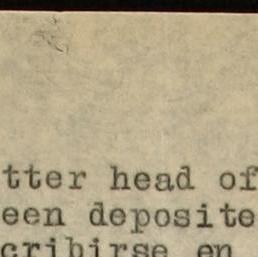 tter head of
een deposite
cribirse en